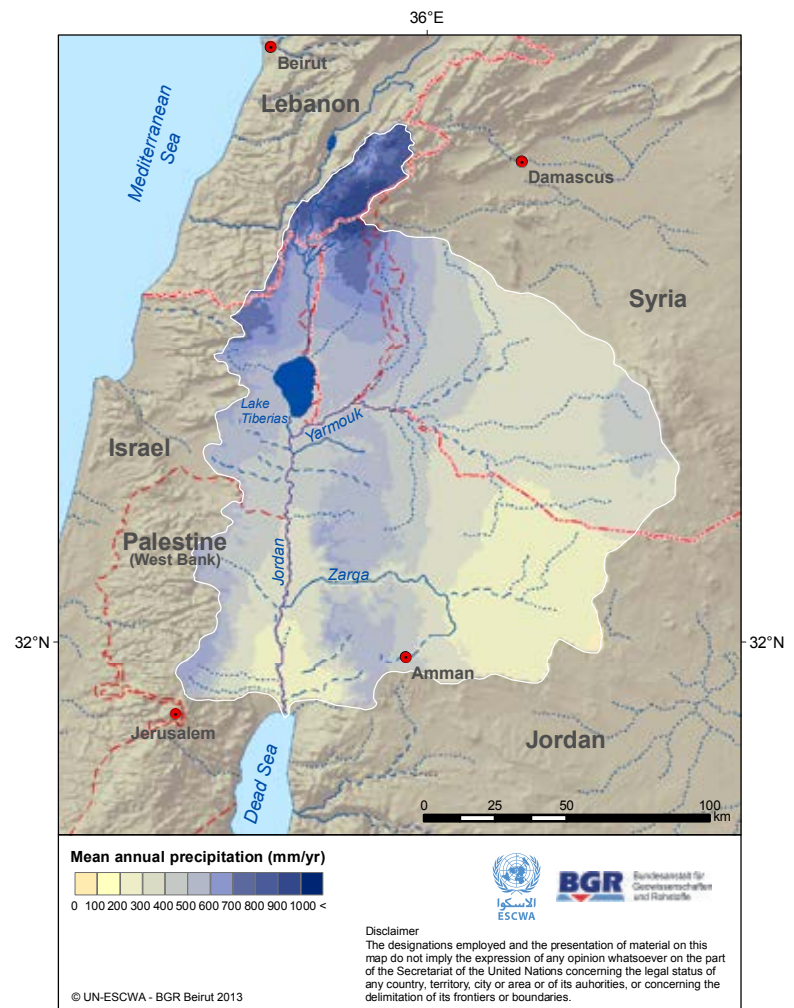 36°E
Beirut
Lebanon
Mediterranean
Sea
Damascus
Syria
Lake
Tiberias
Yarmouk
Israel
Palestine
(West Bank)
Jordan
Zarqa
32°N
32°N
Amman
Jerusalem
Jordan
Dead Sea
0 25 50 100
km
Mean annual precipitation (mm/yr)
0 100 200 300 400 500 600 700 800 900 1000 <
الاسكوا
ESCWA
BGR
Bundesanstalt für
Geowissenschaften
und Rohstoffe
Disclaimer
The designations employed and the presentation of material on this
map do not imply the expression of any opinion whatsoever on the part
of the Secretariat of the United Nations concerning the legal status of
any country, territory, city or area or of its auhorities, or concerning the
delimitation of its frontiers or boundaries.
© UN-ESCWA - BGR Beirut 2013